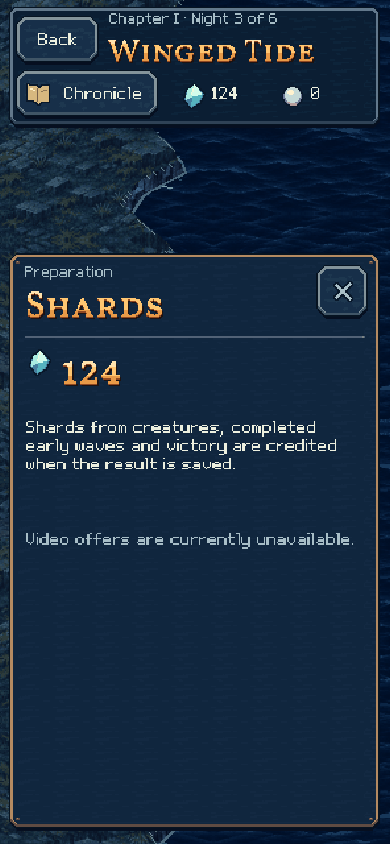 Back
Chapter I · Night 3 of 6
Winged Tide
Chronicle
124
0
Preparation
Shards
124
Shards from creatures, completed
early waves and victory are credited
when the result is saved.
Video offers are currently unavailable.